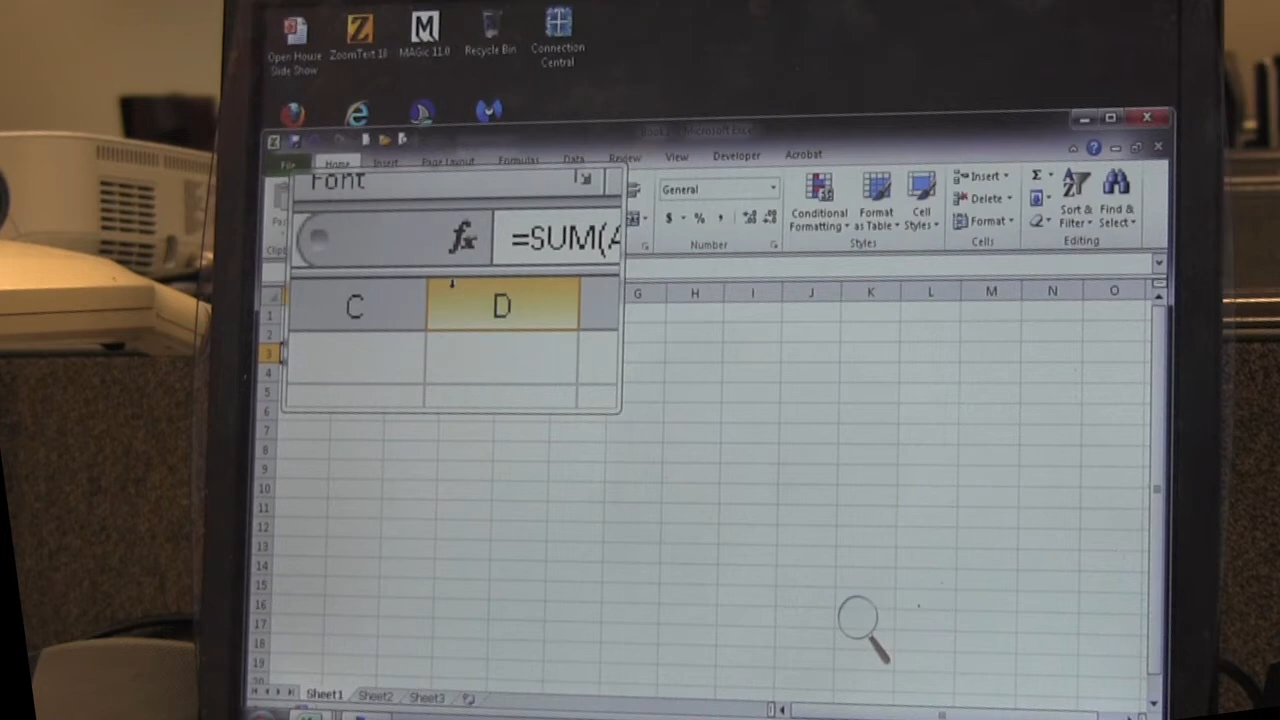 Open House
Slide Show
ZoomText 10
MAGic 11.0
Recycle Bin
Connection
Central
Microsoft Excel
File
Home
Insert
Page Layout
Formulas
Data
Review
View
Developer
Acrobat
Font
fx
=SUM(A
C
D
General
$
%
,
Number
Conditional
Formatting
Format
as Table
Cell
Styles
Styles
Insert
Delete
Format
Cells
Σ
Sort &
Filter
Find &
Select
Editing
G H I J K L M N O
1
2
3
4
5
6
7
8
9
10
11
12
13
14
15
16
17
18
19
Sheet1 Sheet2 Sheet3